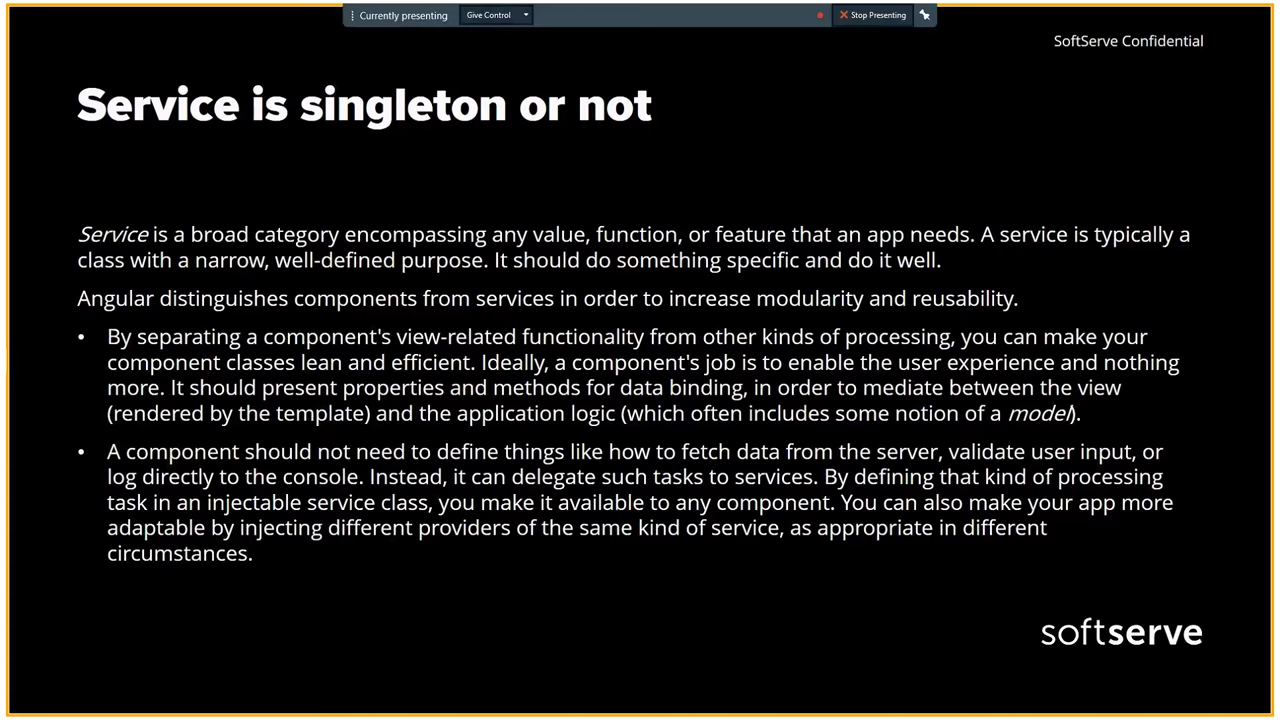 Currently presenting
Give Control
Stop Presenting
SoftServe Confidential
Service is singleton or not
Service is a broad category encompassing any value, function, or feature that an app needs. A service is typically a
class with a narrow, well-defined purpose. It should do something specific and do it well.
Angular distinguishes components from services in order to increase modularity and reusability.
• By separating a component's view-related functionality from other kinds of processing, you can make your
component classes lean and efficient. Ideally, a component's job is to enable the user experience and nothing
more. It should present properties and methods for data binding, in order to mediate between the view
(rendered by the template) and the application logic (which often includes some notion of a model).
• A component should not need to define things like how to fetch data from the server, validate user input, or
log directly to the console. Instead, it can delegate such tasks to services. By defining that kind of processing
task in an injectable service class, you make it available to any component. You can also make your app more
adaptable by injecting different providers of the same kind of service, as appropriate in different
circumstances.
softserve